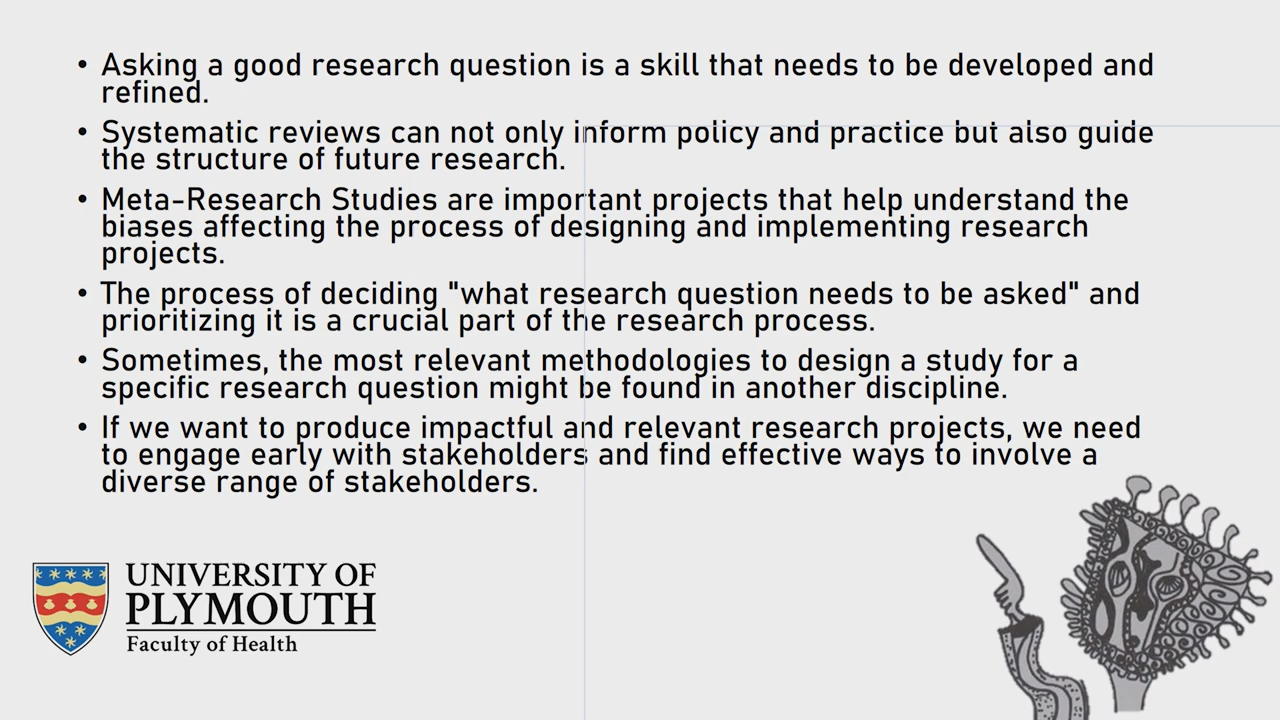 • Asking a good research question is a skill that needs to be developed and
refined.
• Systematic reviews can not only inform policy and practice but also guide
the structure of future research.
• Meta-Research Studies are important projects that help understand the
biases affecting the process of designing and implementing research
projects.
• The process of deciding "what research question needs to be asked" and
prioritizing it is a crucial part of the research process.
• Sometimes, the most relevant methodologies to design a study for a
specific research question might be found in another discipline.
• If we want to produce impactful and relevant research projects, we need
to engage early with stakeholders and find effective ways to involve a
diverse range of stakeholders.
UNIVERSITY OF
PLYMOUTH
Faculty of Health